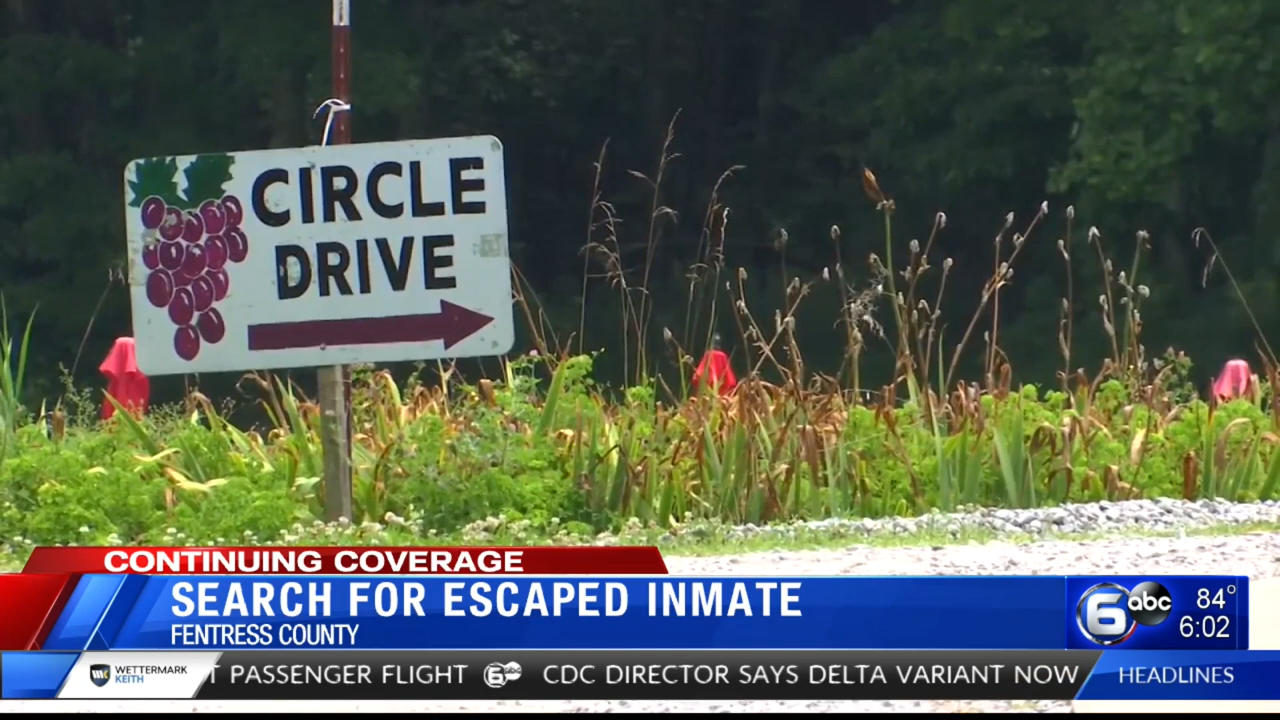 CIRCLE
DRIVE
CONTINUING COVERAGE
SEARCH FOR ESCAPED INMATE
FENTRESS COUNTY
6 abc
84°
6:02
WETTERMARK
KEITH
T PASSENGER FLIGHT 6abc CDC DIRECTOR SAYS DELTA VARIANT NOW
HEADLINES